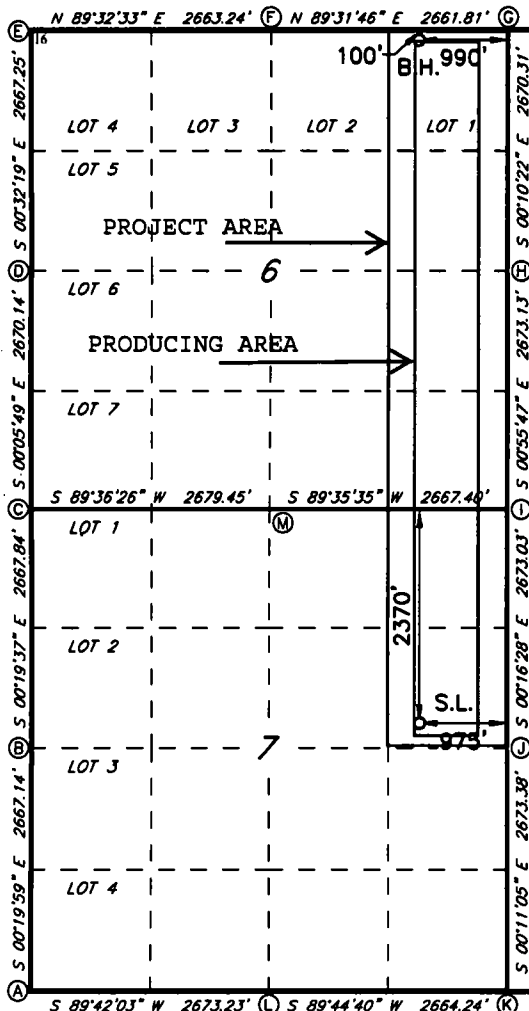 N 89°32'33" E 2663.24' F N 89°31'46" E 2661.81'
E G
16
100' B.H. 990'
LOT 4 LOT 3 LOT 2 LOT 1
LOT 5
S 00°32'19" E 2667.25'
S 00°10'22" E 2670.31'
PROJECT AREA
D 6 H
LOT 6
PRODUCING AREA
LOT 7
S 00°05'49" E 2670.14'
S 00°55'47" E 2673.13'
S 89°36'26" W 2679.45' S 89°35'35" W 2667.40'
C M I
LOT 1
2370'
LOT 2
S.L.
975'
S 00°19'37" E 2667.84'
S 00°16'28" E 2673.03'
B 7 J
LOT 3
LOT 4
S 00°19'59" E 2667.14'
S 00°11'05" E 2673.38'
A
S 89°42'03" W 2673.23' L S 89°44'40" W 2664.24' K